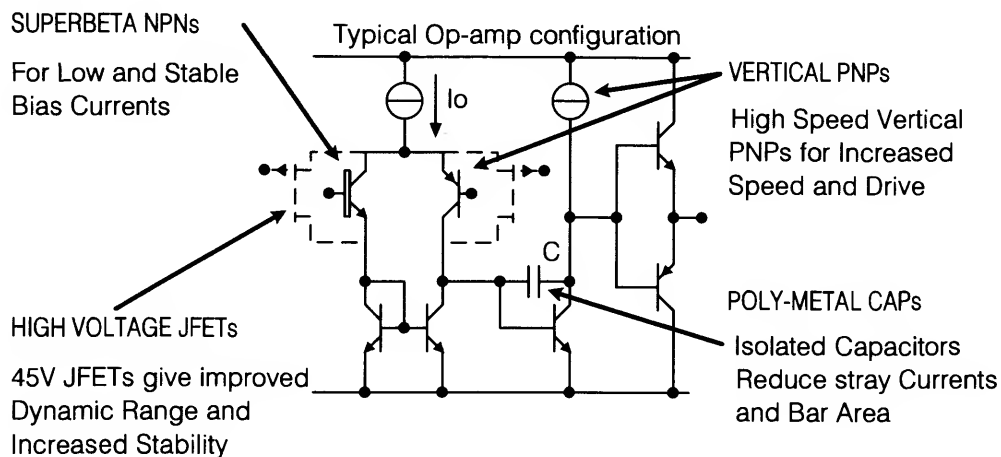 SUPERBETA NPNs
For Low and Stable
Bias Currents
Typical Op-amp configuration
Io
VERTICAL PNPs
High Speed Vertical
PNPs for Increased
Speed and Drive
C
HIGH VOLTAGE JFETs
45V JFETs give improved
Dynamic Range and
Increased Stability
POLY-METAL CAPs
Isolated Capacitors
Reduce stray Currents
and Bar Area